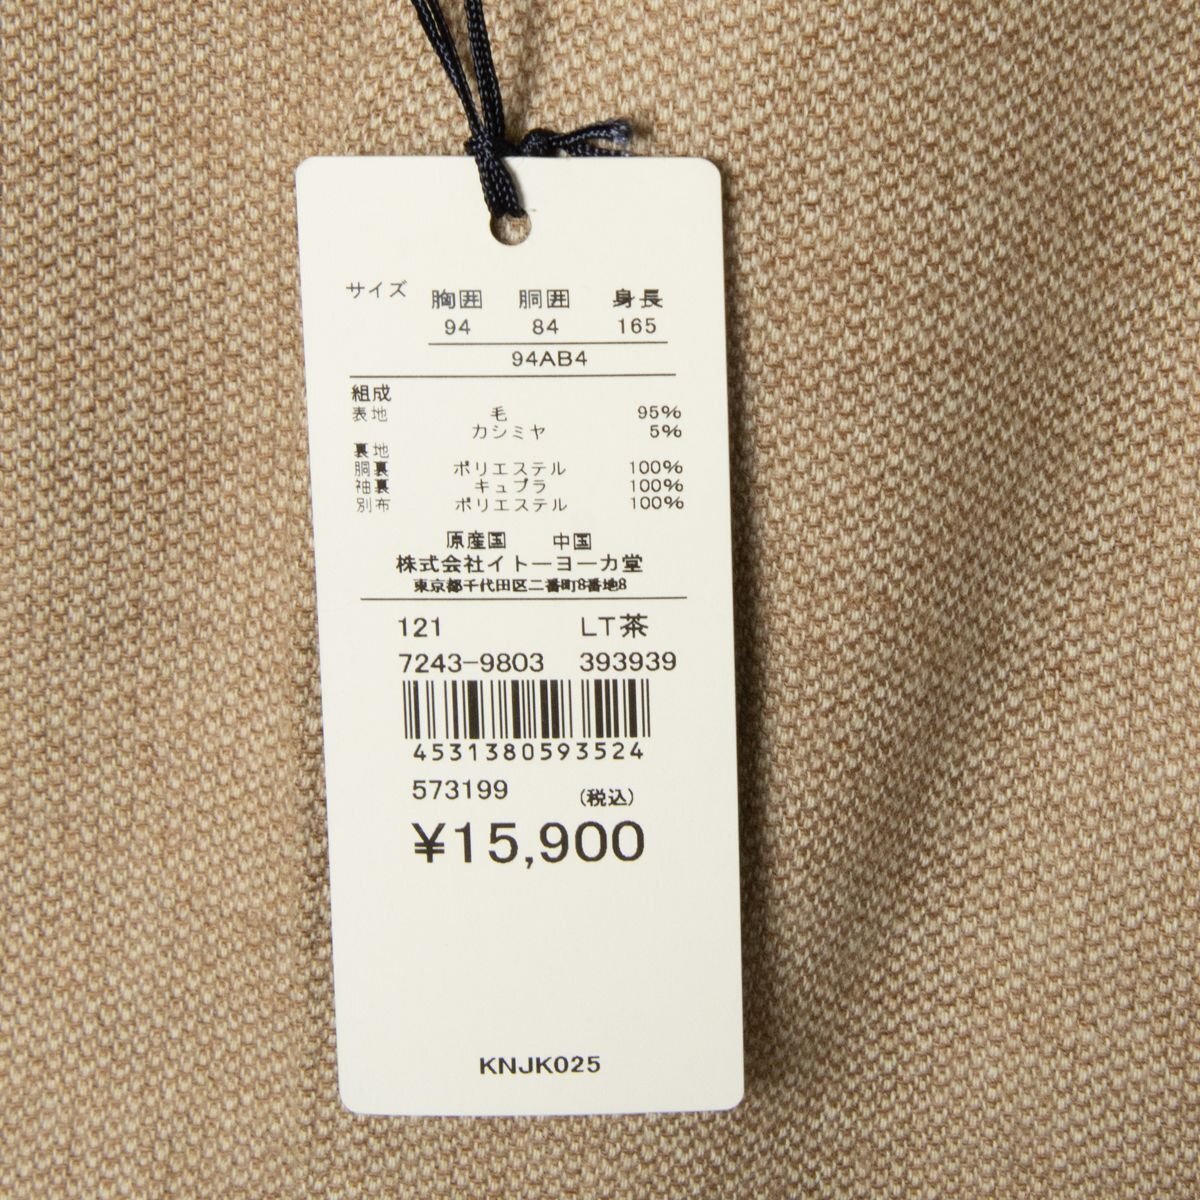 サイズ 胸囲 胴囲 身長
94 84 165
94AB4
組成
表地 毛 95%
カシミヤ 5%
裏地
胴裏 ポリエステル 100%
袖裏 キュプラ 100%
別布 ポリエステル 100%
原産国 中国
株式会社イトーヨーカ堂
東京都千代田区二番町8番地8
121 LT茶
7243-9803 393939
4531380593524
573199 (税込)
¥15,900
KNJK025